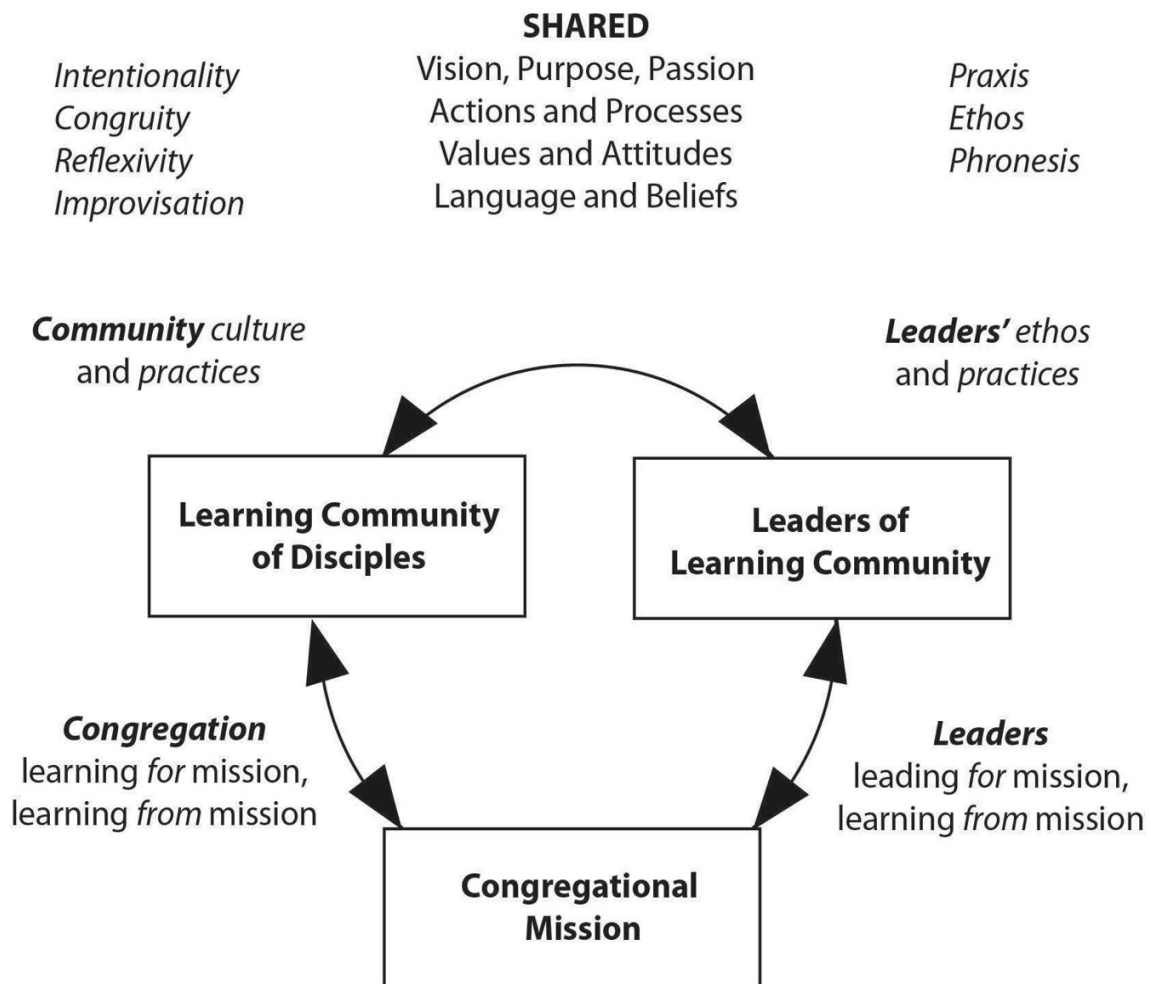 SHARED
Vision, Purpose, Passion
Actions and Processes
Values and Attitudes
Language and Beliefs
Intentionality
Congruity
Reflexivity
Improvisation
Praxis
Ethos
Phronesis
Community culture
and practices
Leaders’ ethos
and practices
Learning Community
of Disciples
Leaders of
Learning Community
Congregation
learning for mission,
learning from mission
Leaders
leading for mission,
learning from mission
Congregational
Mission